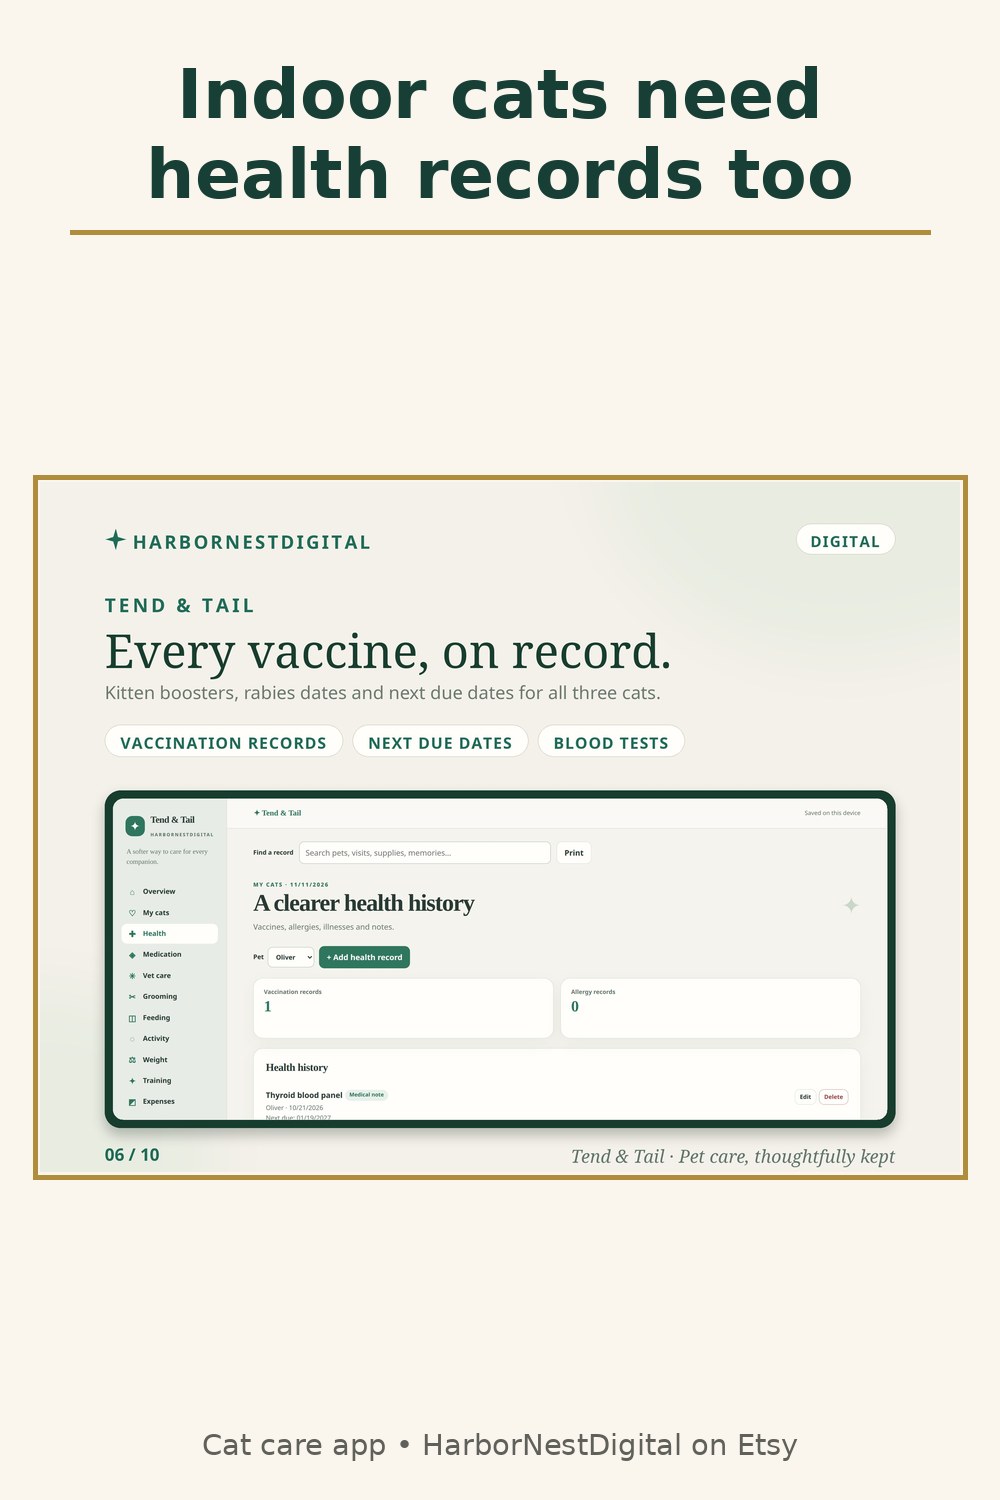 Indoor cats need
health records too
HARBORNESTDIGITAL
DIGITAL
TEND & TAIL
Every vaccine, on record.
Kitten boosters, rabies dates and next due dates for all three cats.
VACCINATION RECORDS
NEXT DUE DATES
BLOOD TESTS
Tend & Tail
HARBORNESTDIGITAL
A softer way to care for every
companion.
Overview
My cats
Health
Medication
Vet care
Grooming
Feeding
Activity
Weight
Training
Expenses
Tend & Tail
Saved on this device
Find a record
Search pets, visits, supplies, memories...
Print
MY CATS · 11/11/2026
A clearer health history
Vaccines, allergies, illnesses and notes.
Pet
Oliver
+ Add health record
Vaccination records
1
Allergy records
0
Health history
Thyroid blood panel
Medical note
Oliver · 10/21/2026
Next due: 01/19/2027
Edit
Delete
06 / 10
Tend & Tail · Pet care, thoughtfully kept
Cat care app • HarborNestDigital on Etsy